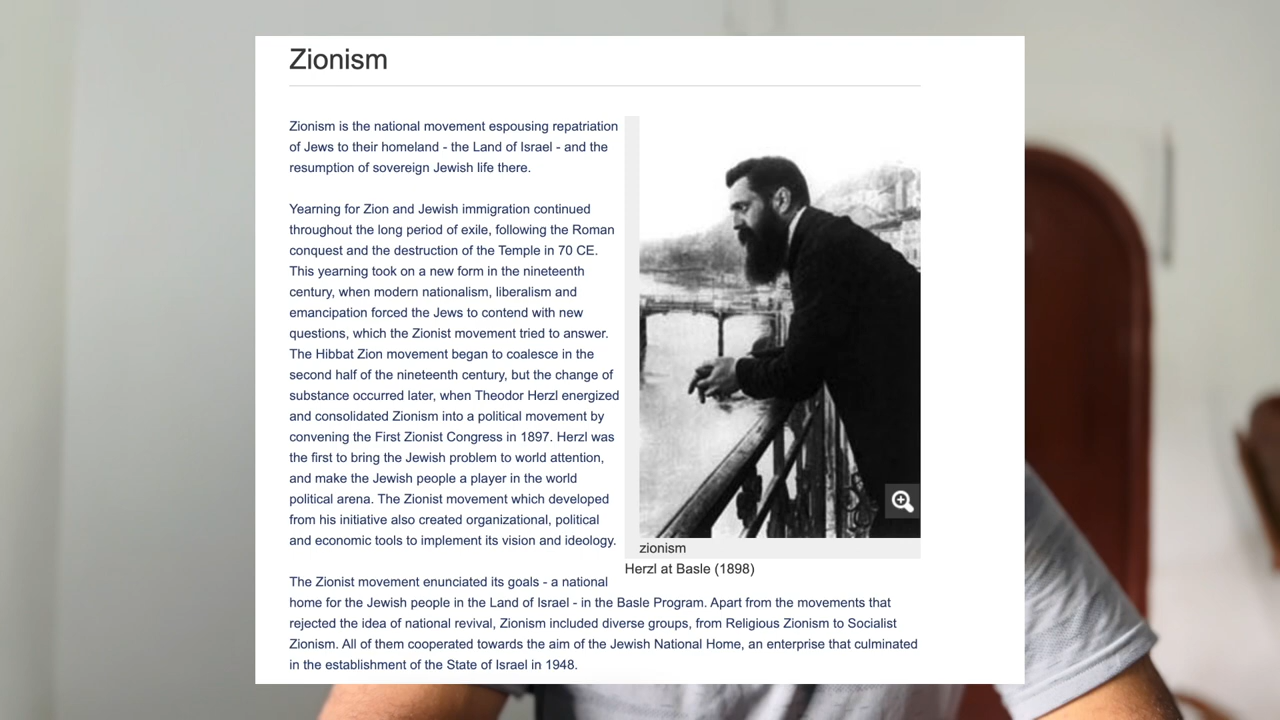 Zionism
Zionism is the national movement espousing repatriation
of Jews to their homeland - the Land of Israel - and the
resumption of sovereign Jewish life there.
Yearning for Zion and Jewish immigration continued
throughout the long period of exile, following the Roman
conquest and the destruction of the Temple in 70 CE.
This yearning took on a new form in the nineteenth
century, when modern nationalism, liberalism and
emancipation forced the Jews to contend with new
questions, which the Zionist movement tried to answer.
The Hibbat Zion movement began to coalesce in the
second half of the nineteenth century, but the change of
substance occurred later, when Theodor Herzl energized
and consolidated Zionism into a political movement by
convening the First Zionist Congress in 1897. Herzl was
the first to bring the Jewish problem to world attention,
and make the Jewish people a player in the world
political arena. The Zionist movement which developed
from his initiative also created organizational, political
and economic tools to implement its vision and ideology.
zionism
Herzl at Basle (1898)
The Zionist movement enunciated its goals - a national
home for the Jewish people in the Land of Israel - in the Basle Program. Apart from the movements that
rejected the idea of national revival, Zionism included diverse groups, from Religious Zionism to Socialist
Zionism. All of them cooperated towards the aim of the Jewish National Home, an enterprise that culminated
in the establishment of the State of Israel in 1948.